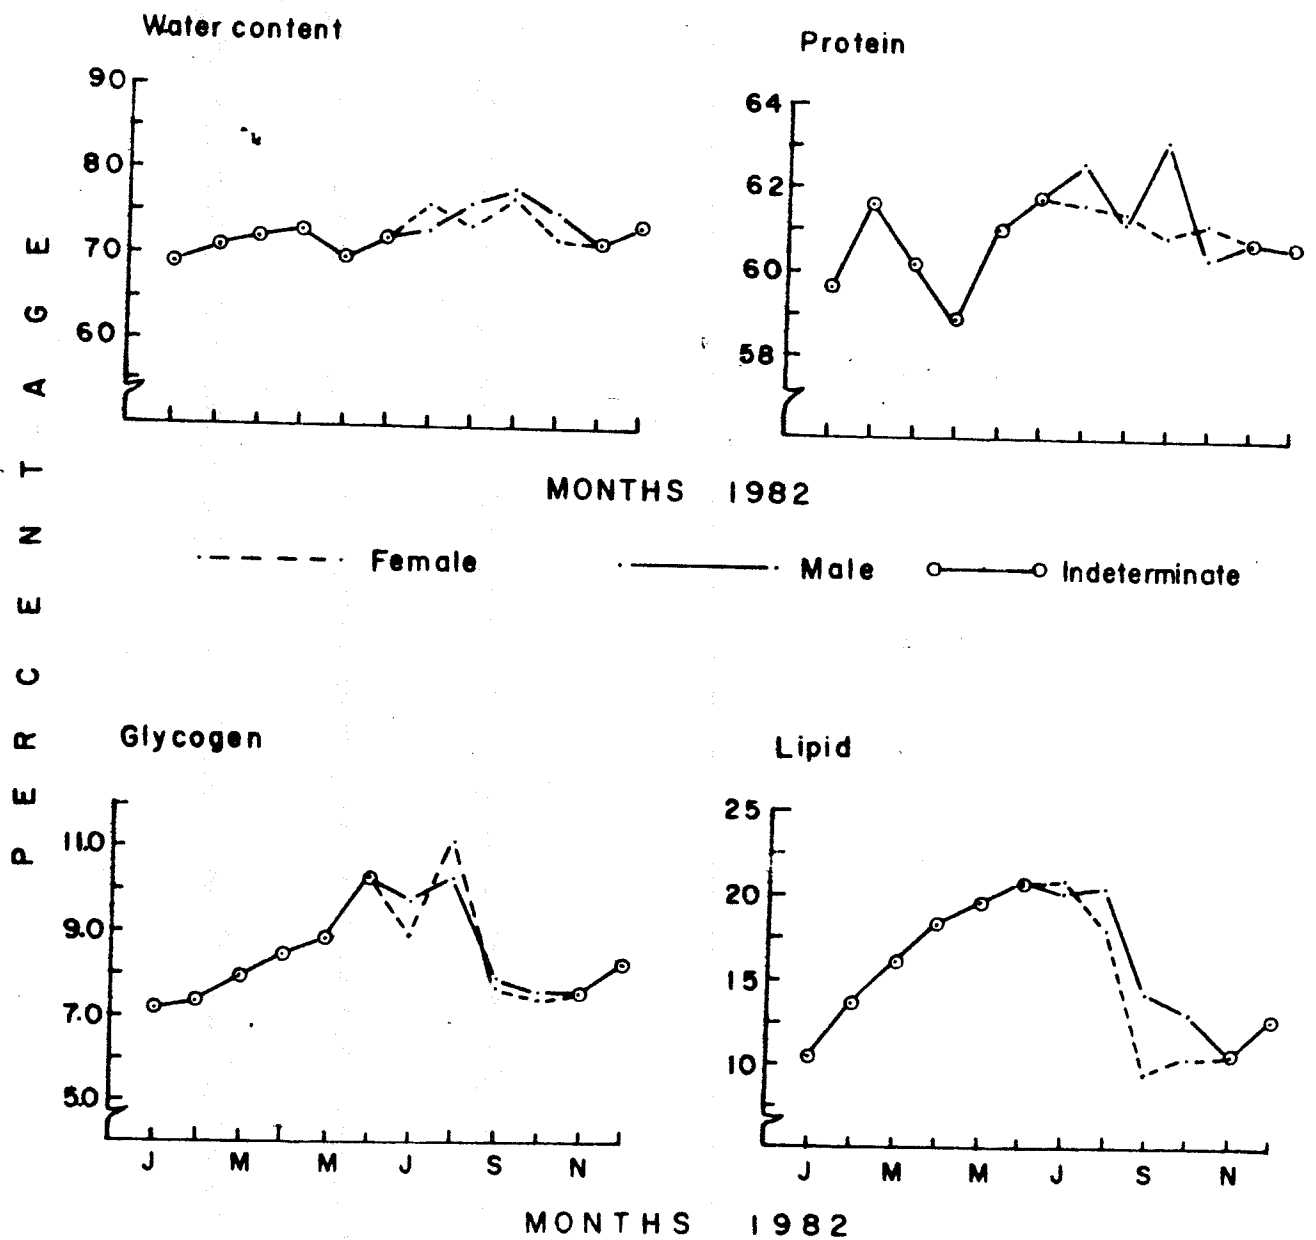 Water content
Protein
90
80
70
60
64
62
60
58
PERCENTAGE
MONTHS 1982
Female
Male
Indeterminate
Glycogen
Lipid
11.0
9.0
7.0
5.0
J M M J S N
25
20
15
10
J M M J S N
MONTHS 1982